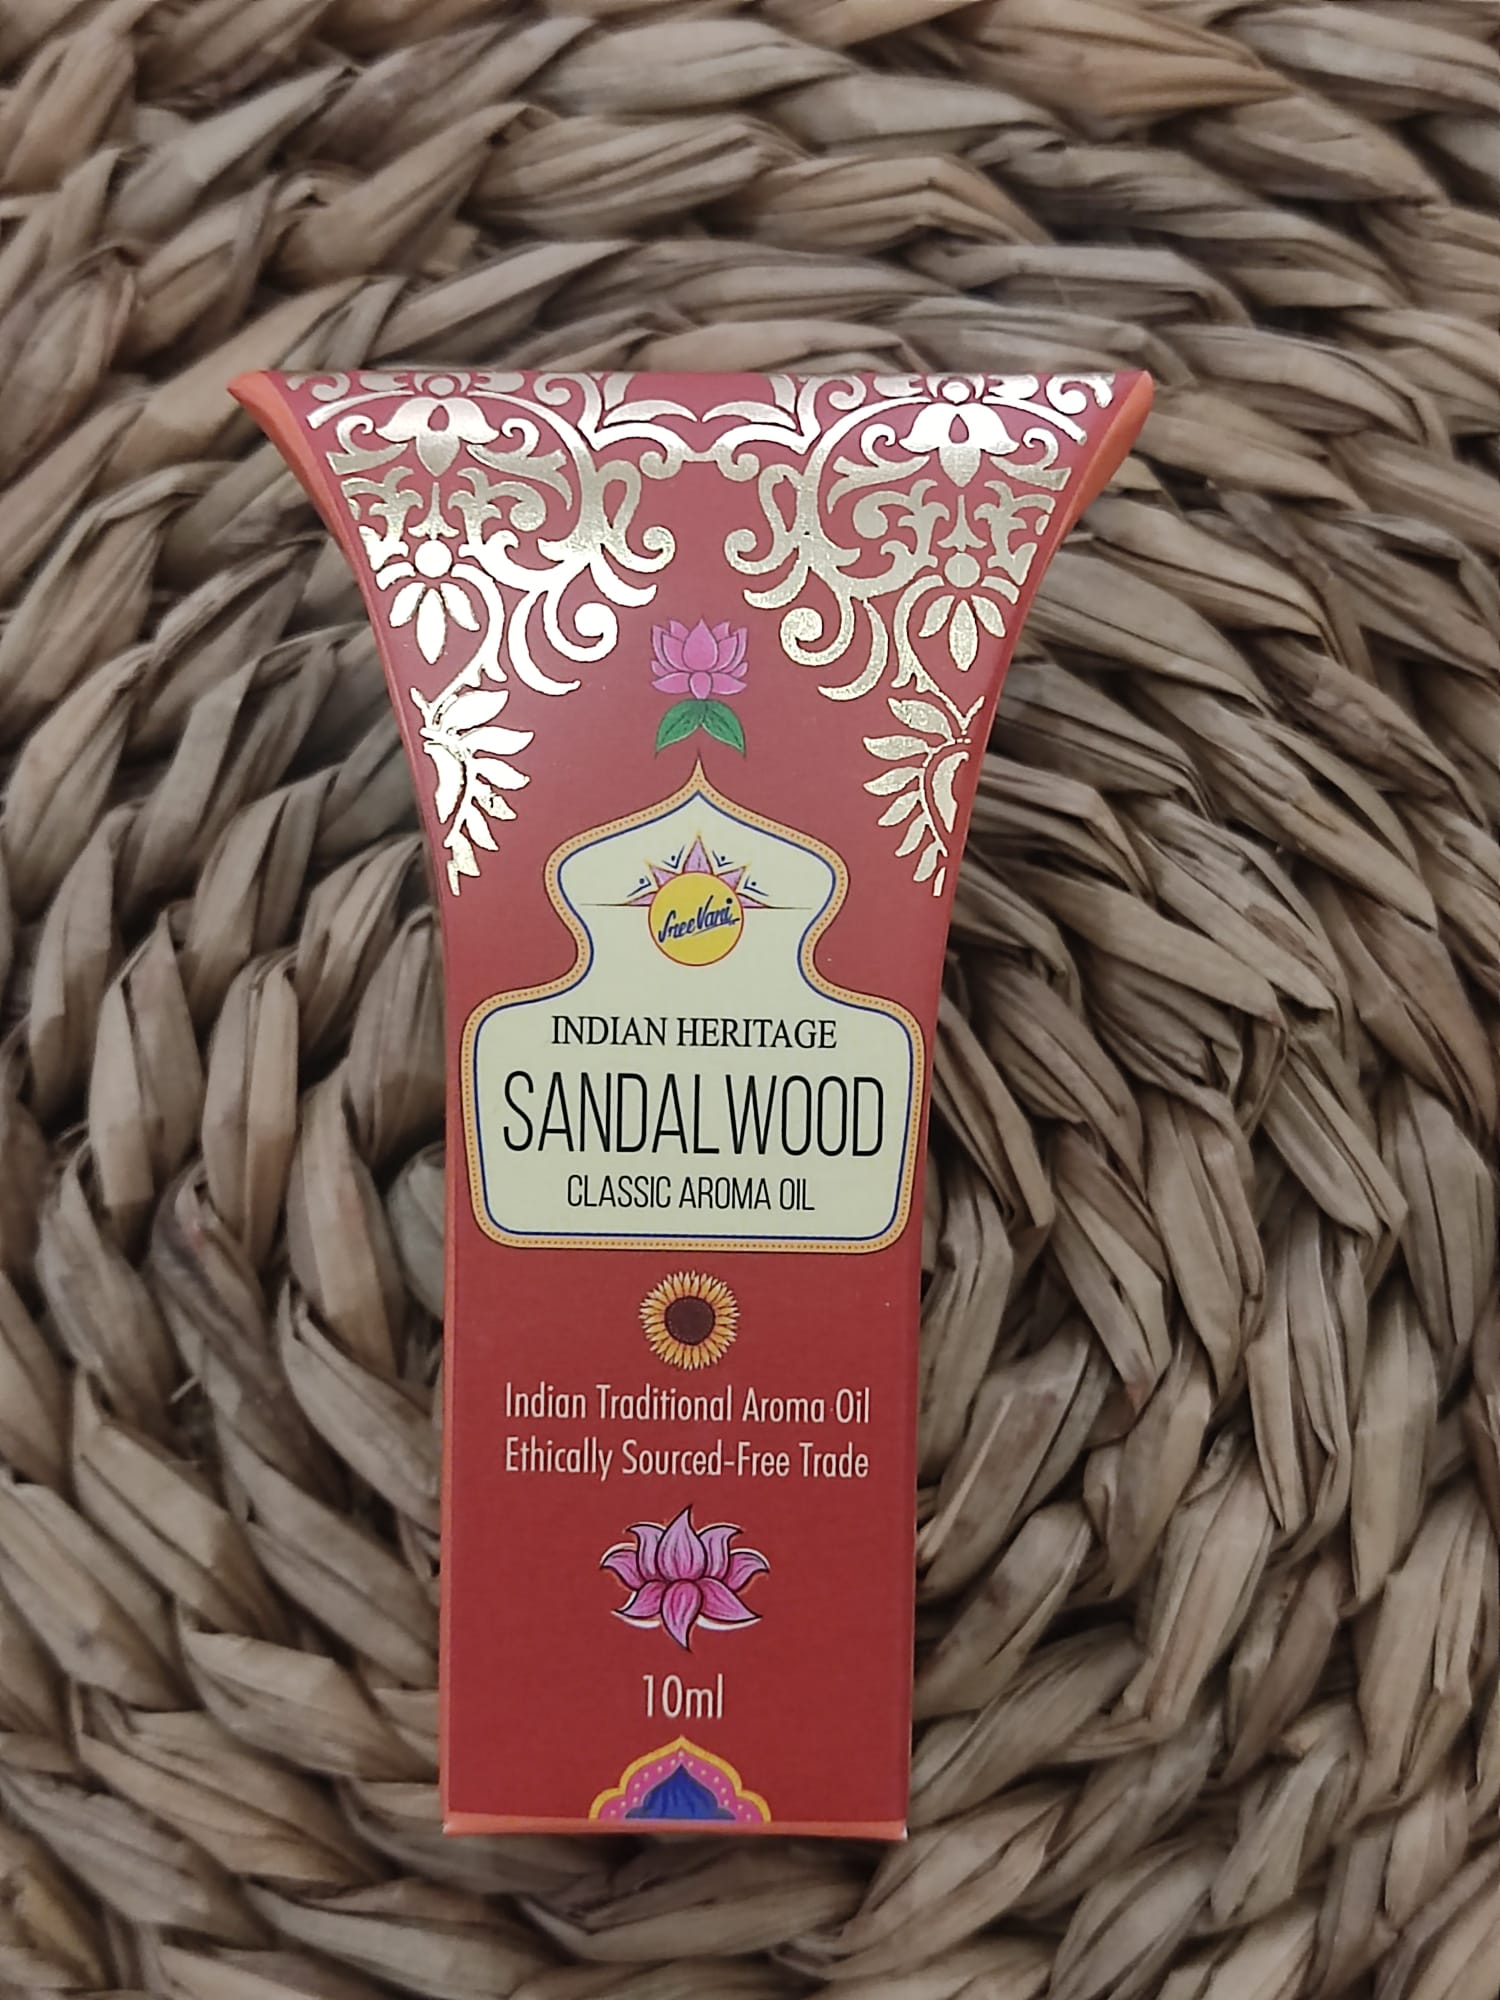 SreeVani
INDIAN HERITAGE
SANDALWOOD
CLASSIC AROMA OIL
Indian Traditional Aroma Oil
Ethically Sourced-Free Trade
10ml